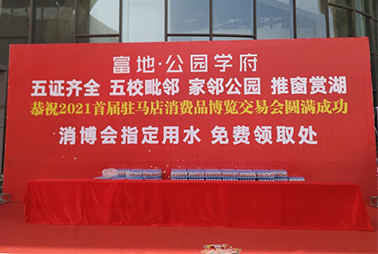 富地·公园学府
五证齐全 五校毗邻 家邻公园 推窗赏湖
恭祝2021首届驻马店消费品博览交易会圆满成功
消博会指定用水 免费领取处